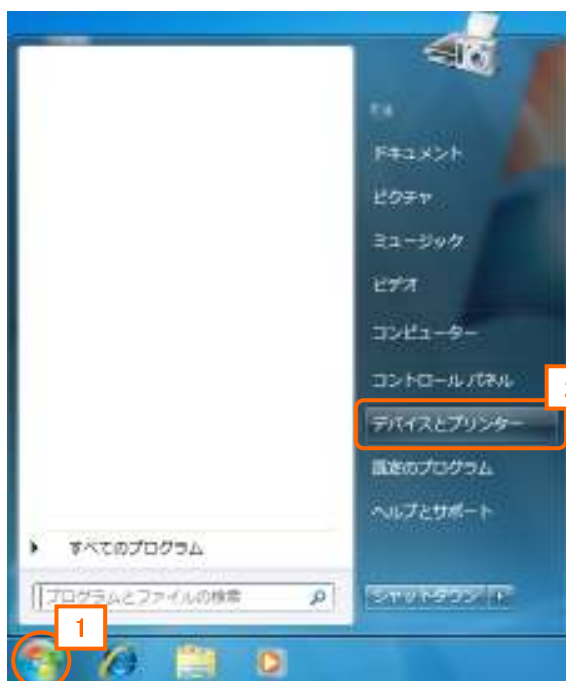 ドキュメント
ピクチャ
ミュージック
ビデオ
コンピューター
コントロール パネル
デバイスとプリンター
既定のプログラム
ヘルプとサポート
すべてのプログラム
プログラムとファイルの検索
シャットダウン
1